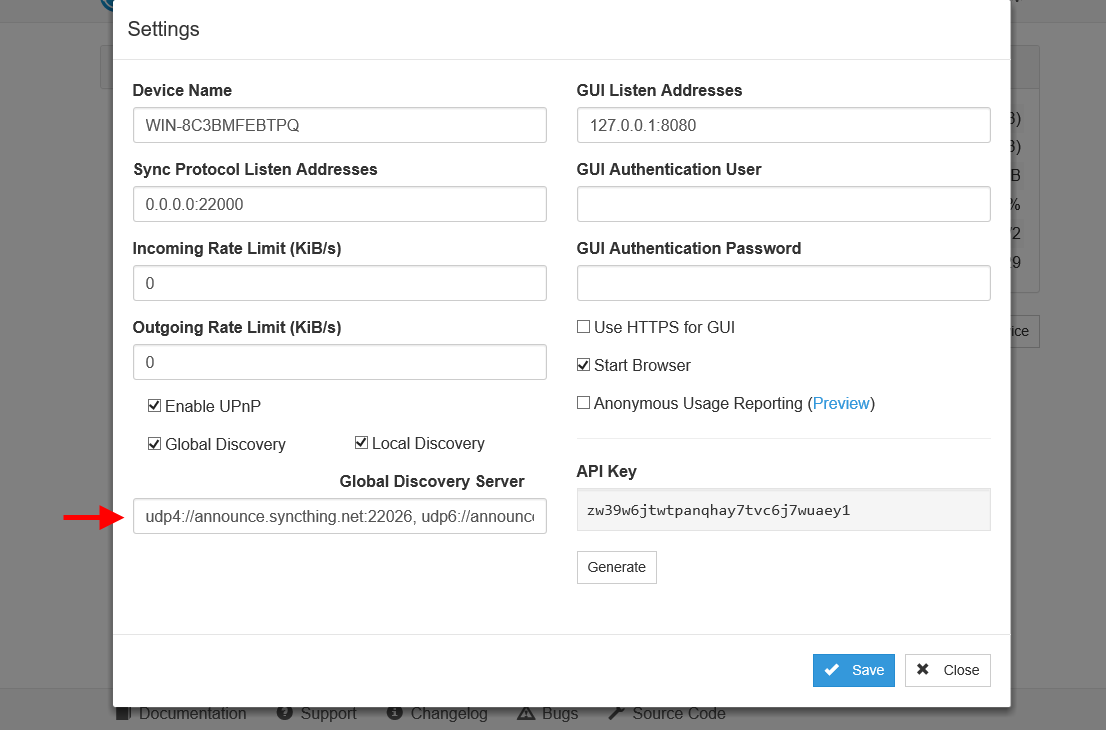 Settings
Device Name
WIN-8C3BMFEBTPQ
Sync Protocol Listen Addresses
0.0.0.0:22000
Incoming Rate Limit (KiB/s)
0
Outgoing Rate Limit (KiB/s)
0
Enable UPnP
Global Discovery
Local Discovery
Global Discovery Server
udp4://announce.syncthing.net:22026, udp6://announce
GUI Listen Addresses
127.0.0.1:8080
GUI Authentication User
GUI Authentication Password
Use HTTPS for GUI
Start Browser
Anonymous Usage Reporting (Preview)
API Key
zw39w6jtwtpanqhay7tvc6j7wuaey1
Generate
Save
Close
Documentation
Support
Changelog
Bugs
Source Code